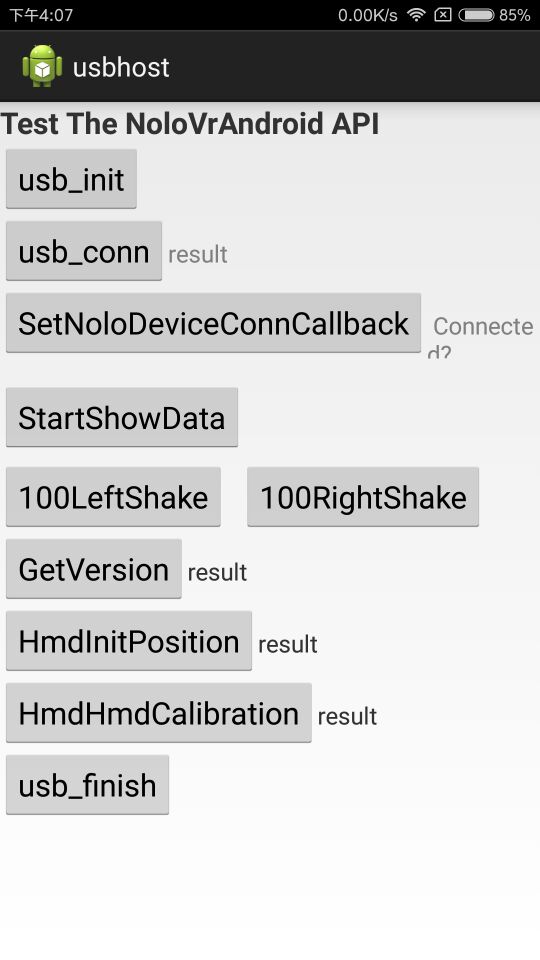 下午4:07 0.00K/s 85%
usbhost
Test The NoloVrAndroid API
usb_init
usb_conn result
SetNoloDeviceConnCallback Connecte
d?
StartShowData
100LeftShake 100RightShake
GetVersion result
HmdInitPosition result
HmdHmdCalibration result
usb_finish